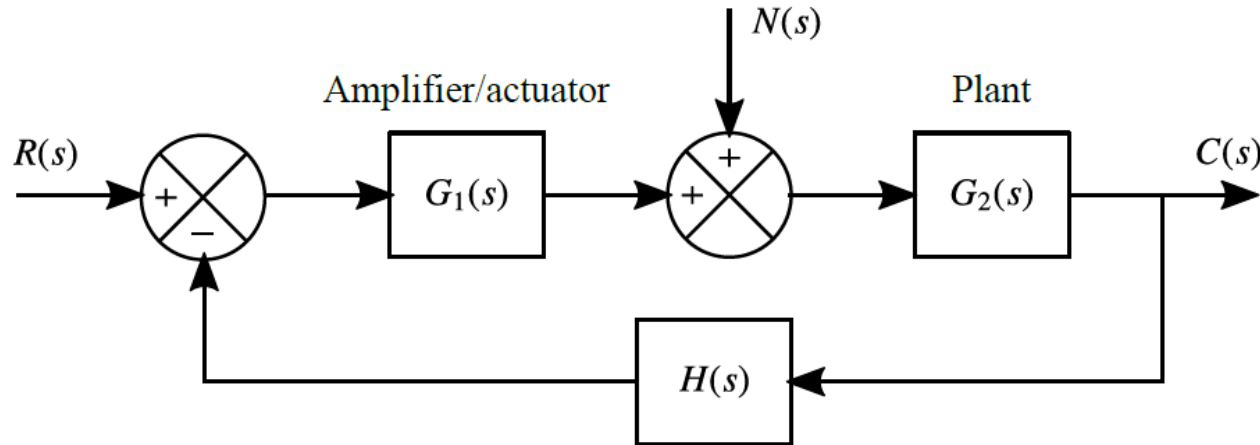 N(s)
Amplifier/actuator
Plant
R(s)
C(s)
+
−
G₁(s)
+
+
G₂(s)
H(s)